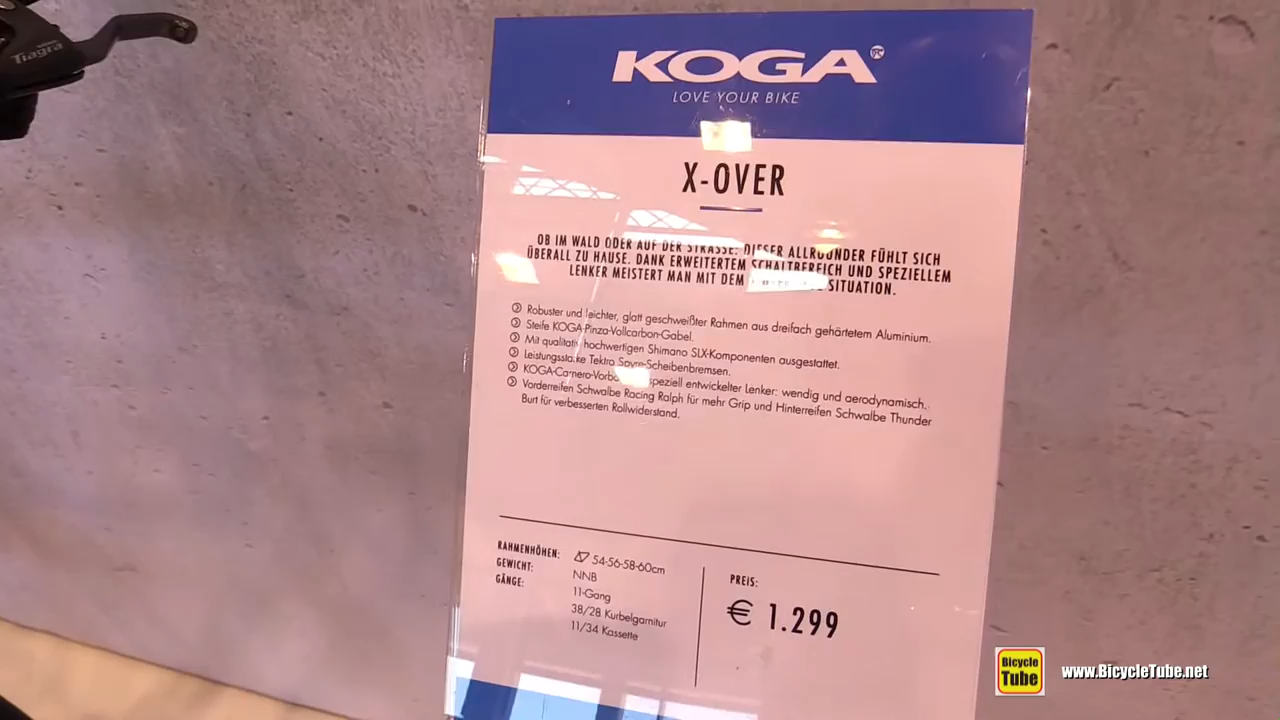 Tiagra
KOGA
LOVE YOUR BIKE
X-OVER
OB IM WALD ODER AUF DER STRASSE: DIESER ALLROUNDER FÜHLT SICH
ÜBERALL ZU HAUSE. DANK ERWEITERTEM SCHALTBEREICH UND SPEZIELLEM
LENKER MEISTERT MAN MIT DEM SITUATION.
Robuster und leichter, glatt geschweißter Rahmen aus dreifach gehärtetem Aluminium.
Steife KOGA-Pinza-Vollcarbon-Gabel.
Mit qualitativ hochwertigen Shimano SLX-Komponenten ausgestattet.
Leistungsstarke Tektro Spyre-Scheibenbremsen.
KOGA-Carnero-Vorbau speziell entwickelter Lenker: wendig und aerodynamisch.
Vorderreifen Schwalbe Racing Ralph für mehr Grip und Hinterreifen Schwalbe Thunder
Burt für verbesserten Rollwiderstand.
RAHMENHÖHEN: 54-56-58-60cm
GEWICHT: NNB
GÄNGE: 11-Gang
38/28 Kurbelgarnitur
11/34 Kassette
PREIS:
€ 1.299
Bicycle
Tube
www.BicycleTube.net